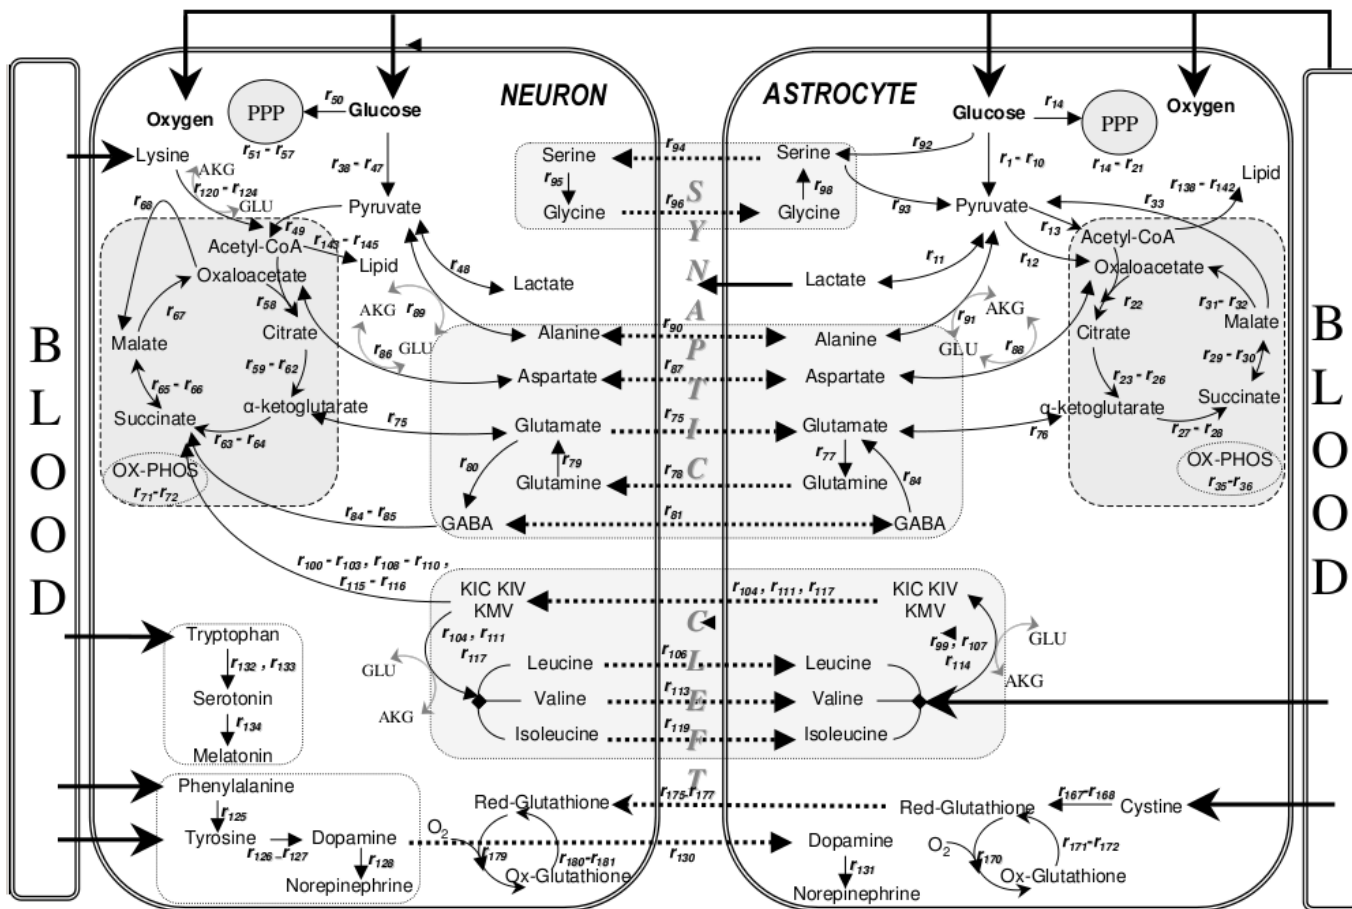 BLOOD
NEURON
ASTROCYTE
BLOOD
SYNAPTIC CLEFT
Oxygen
PPP
r50
Glucose
r51 - r57
Lysine
AKG
r120 - r124
GLU
r38 - r47
r68
Pyruvate
r49
Acetyl-CoA
r143 - r145
Lipid
Oxaloacetate
r58
r67
Citrate
Malate
r59 - r62
r65 - r66
α-ketoglutarate
Succinate
r63 - r64
OX-PHOS
r71-r72
r48
Lactate
AKG
r89
GLU
r86
Alanine
Aspartate
r75
Glutamate
r80
r79
Glutamine
r84 - r85
GABA
Serine
r95
Glycine
r94
r96
r90
r87
r75
r78
r81
Serine
r98
Glycine
r92
r93
Glucose
r14
PPP
Oxygen
r1 - r10
r14 - r21
Lipid
r138 - r142
r33
Pyruvate
r13
Acetyl-CoA
r12
r11
Lactate
Oxaloacetate
r22
r31 - r32
Citrate
Malate
r29 - r30
r23 - r26
Succinate
α-ketoglutarate
r27 - r28
OX-PHOS
r35-r36
AKG
r91
GLU
r88
Alanine
Aspartate
r76
Glutamate
r77
Glutamine
r84
GABA
r100 - r103, r108 - r110,
r115 - r116
KIC KIV
KMV
r104, r111, r117
KIC KIV
KMV
r104, r111
r117
GLU
AKG
Leucine
Valine
Isoleucine
r106
r113
r119
Leucine
Valine
Isoleucine
r99, r107
r114
GLU
AKG
Tryptophan
r132, r133
Serotonin
r134
Melatonin
Phenylalanine
r125
Tyrosine
r126-r127
Dopamine
r128
Norepinephrine
Red-Glutathione
O2
r179
r180-r181
Ox-Glutathione
r175-r177
r130
Red-Glutathione
r167-r168
Cystine
Dopamine
r131
Norepinephrine
O2
r170
r171-r172
Ox-Glutathione